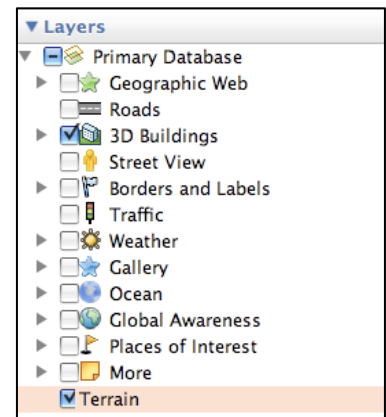 Layers
Primary Database
Geographic Web
Roads
3D Buildings
Street View
Borders and Labels
Traffic
Weather
Gallery
Ocean
Global Awareness
Places of Interest
More
Terrain